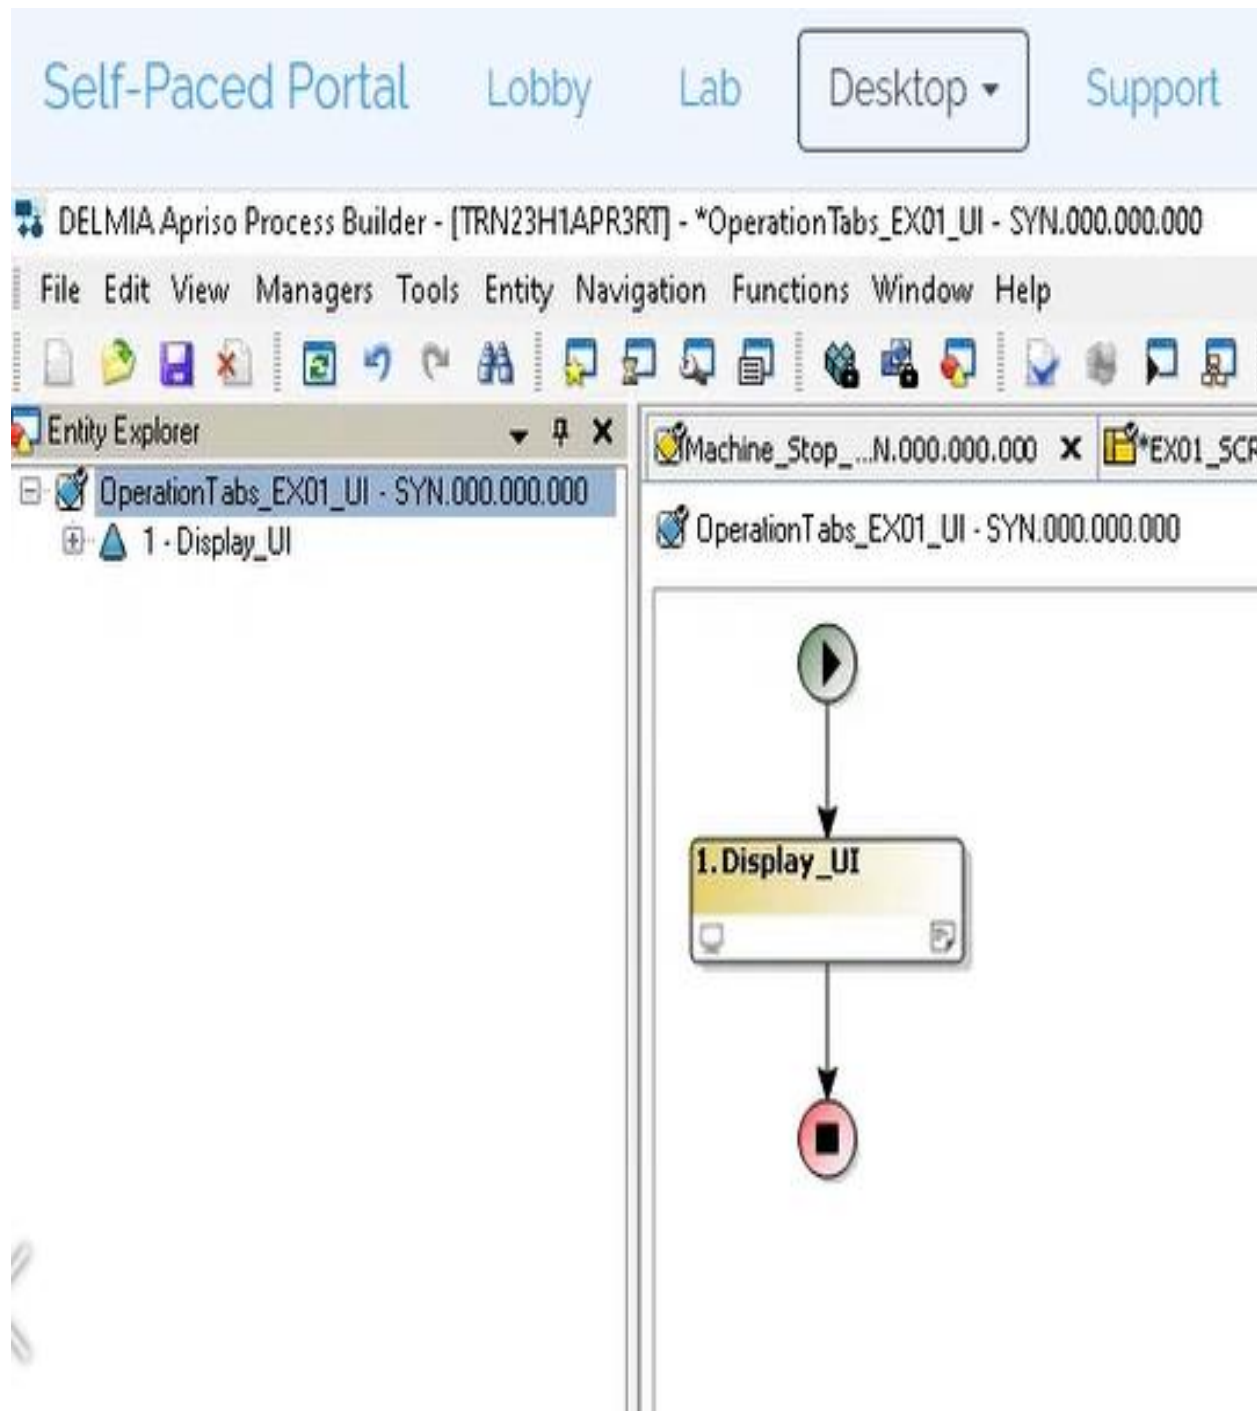 Self-Paced Portal Lobby Lab Desktop Support
DELMIA Apriso Process Builder - [TRN23H1APR3RT] - *OperationTabs_EX01_UI - SYN.000.000.000
File Edit View Managers Tools Entity Navigation Functions Window Help
Entity Explorer
OperationTabs_EX01_UI - SYN.000.000.000
1 - Display_UI
Machine_Stop_...N.000.000.000 *EX01_SCR
OperationTabs_EX01_UI - SYN.000.000.000
1. Display_UI